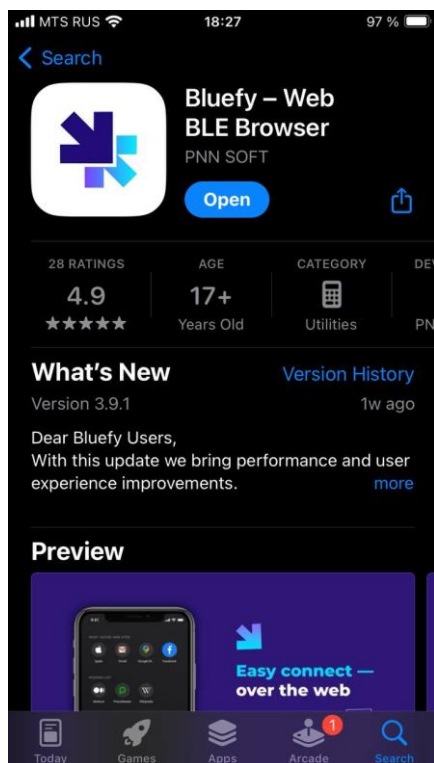 MTS RUS 18:27 97 %
Search
Bluefy – Web
BLE Browser
PNN SOFT
Open
28 RATINGS AGE CATEGORY DE
4.9 17+
Years Old Utilities PN
What's New Version History
Version 3.9.1 1w ago
Dear Bluefy Users,
With this update we bring performance and user
experience improvements. more
Preview
Easy connect —
over the web
1
Today Games Apps Arcade Search